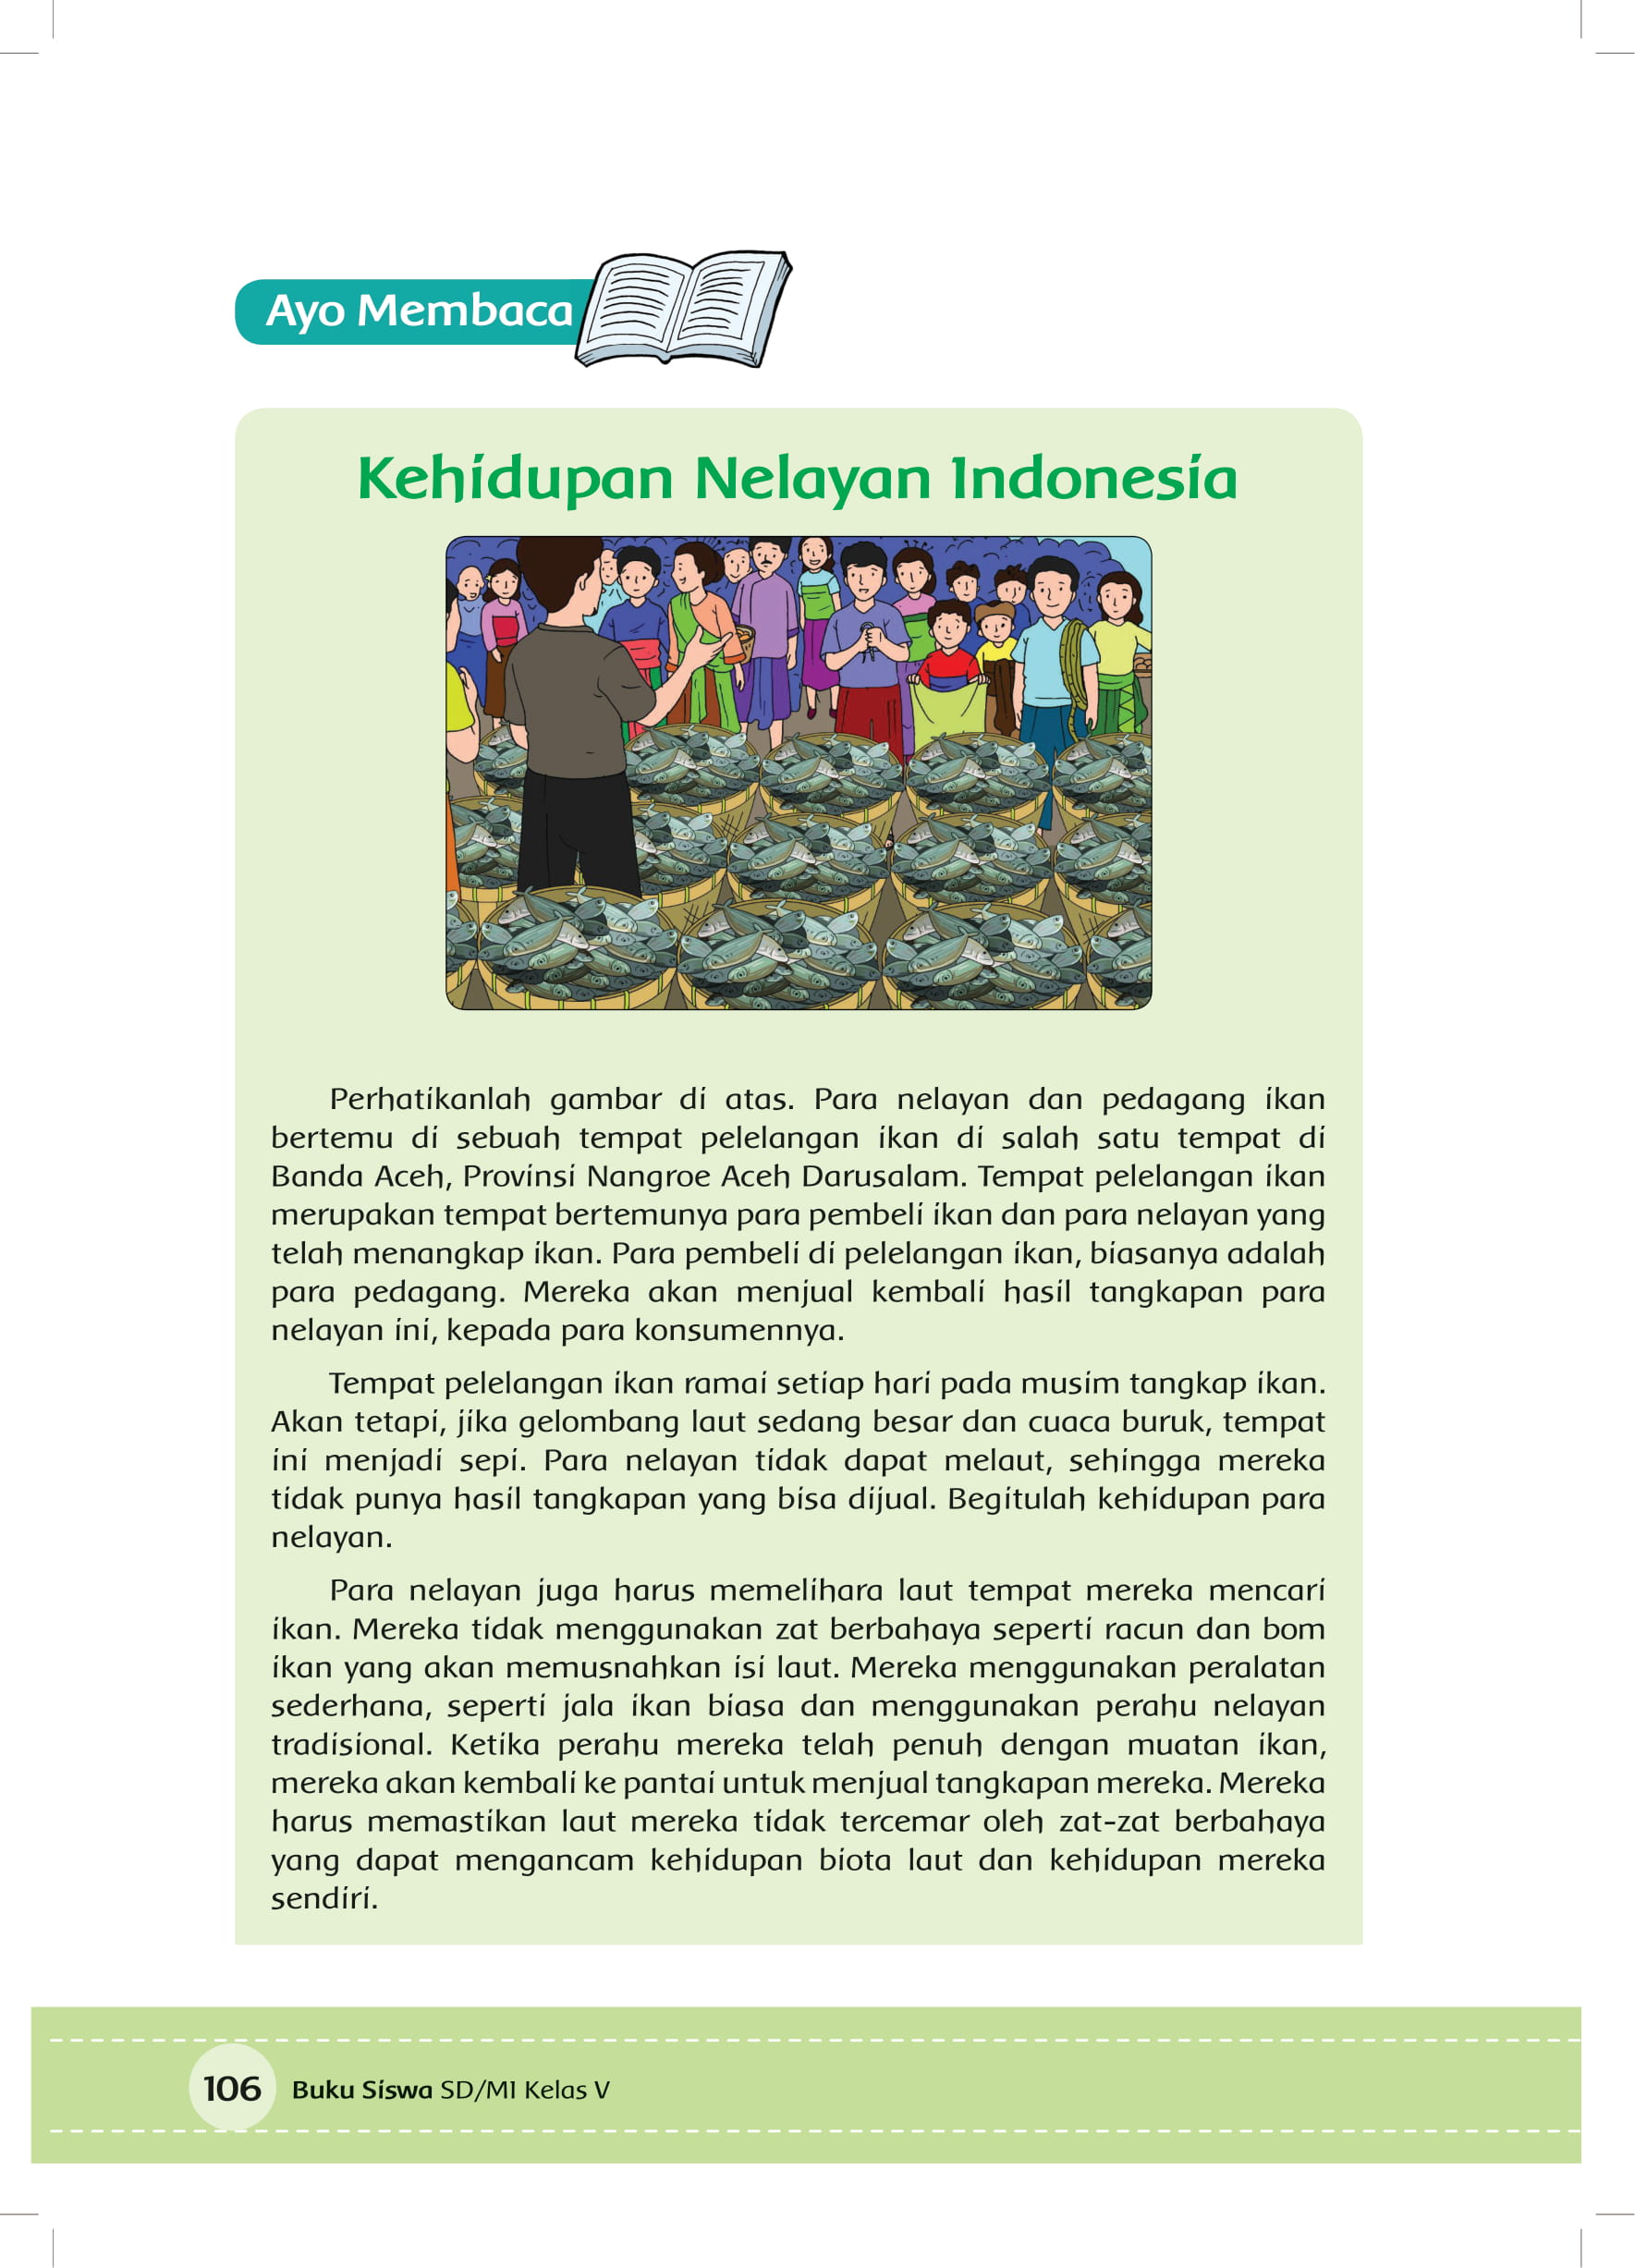 Ayo Membaca
Kehidupan Nelayan Indonesia
Perhatikanlah gambar di atas. Para nelayan dan pedagang ikan
bertemu di sebuah tempat pelelangan ikan di salah satu tempat di
Banda Aceh, Provinsi Nangroe Aceh Darusalam. Tempat pelelangan ikan
merupakan tempat bertemunya para pembeli ikan dan para nelayan yang
telah menangkap ikan. Para pembeli di pelelangan ikan, biasanya adalah
para pedagang. Mereka akan menjual kembali hasil tangkapan para
nelayan ini, kepada para konsumennya.
Tempat pelelangan ikan ramai setiap hari pada musim tangkap ikan.
Akan tetapi, jika gelombang laut sedang besar dan cuaca buruk, tempat
ini menjadi sepi. Para nelayan tidak dapat melaut, sehingga mereka
tidak punya hasil tangkapan yang bisa dijual. Begitulah kehidupan para
nelayan.
Para nelayan juga harus memelihara laut tempat mereka mencari
ikan. Mereka tidak menggunakan zat berbahaya seperti racun dan bom
ikan yang akan memusnahkan isi laut. Mereka menggunakan peralatan
sederhana, seperti jala ikan biasa dan menggunakan perahu nelayan
tradisional. Ketika perahu mereka telah penuh dengan muatan ikan,
mereka akan kembali ke pantai untuk menjual tangkapan mereka. Mereka
harus memastikan laut mereka tidak tercemar oleh zat-zat berbahaya
yang dapat mengancam kehidupan biota laut dan kehidupan mereka
sendiri.
106 Buku Siswa SD/MI Kelas V